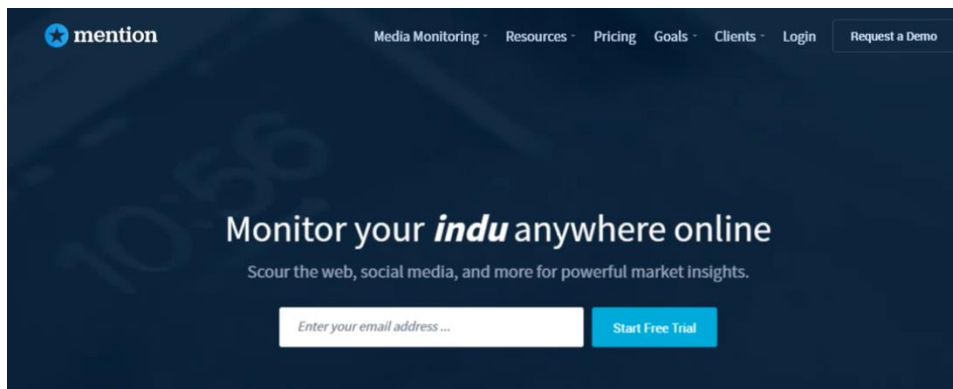 mention
Media Monitoring Resources Pricing Goals Clients Login Request a Demo
10:56
Monitor your indu anywhere online
Scour the web, social media, and more for powerful market insights.
Enter your email address ...
Start Free Trial